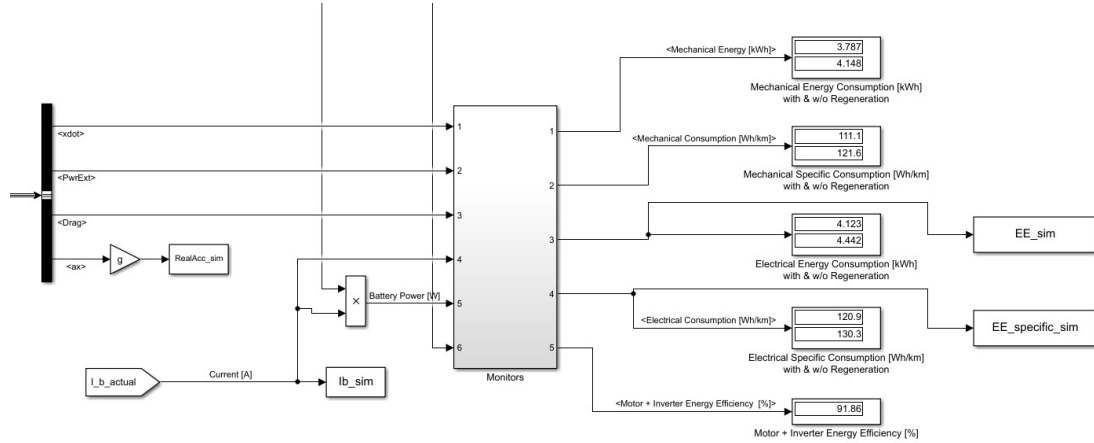 <xdot>
<PwrExt>
<Drag>
<ax>
g
RealAcc_sim
×
Battery Power [W]
I_b_actual
Current [A]
Ib_sim
1
2
3
4
5
6
1
2
3
4
5
Monitors
<Mechanical Energy [kWh]>
3.787
4.148
Mechanical Energy Consumption [kWh]
with & w/o Regeneration
<Mechanical Consumption [Wh/km]>
111.1
121.6
Mechanical Specific Consumption [Wh/km]
with & w/o Regeneration
4.123
4.442
Electrical Energy Consumption [kWh]
with & w/o Regeneration
EE_sim
<Electrical Consumption [Wh/km]>
120.9
130.3
Electrical Specific Consumption [Wh/km]
with & w/o Regeneration
EE_specific_sim
<Motor + Inverter Energy Efficiency [%]>
91.86
Motor + Inverter Energy Efficiency [%]